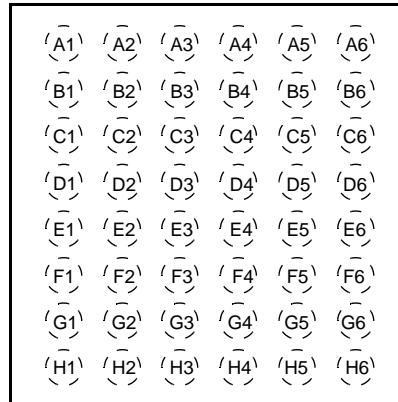 A1 A2 A3 A4 A5 A6
B1 B2 B3 B4 B5 B6
C1 C2 C3 C4 C5 C6
D1 D2 D3 D4 D5 D6
E1 E2 E3 E4 E5 E6
F1 F2 F3 F4 F5 F6
G1 G2 G3 G4 G5 G6
H1 H2 H3 H4 H5 H6